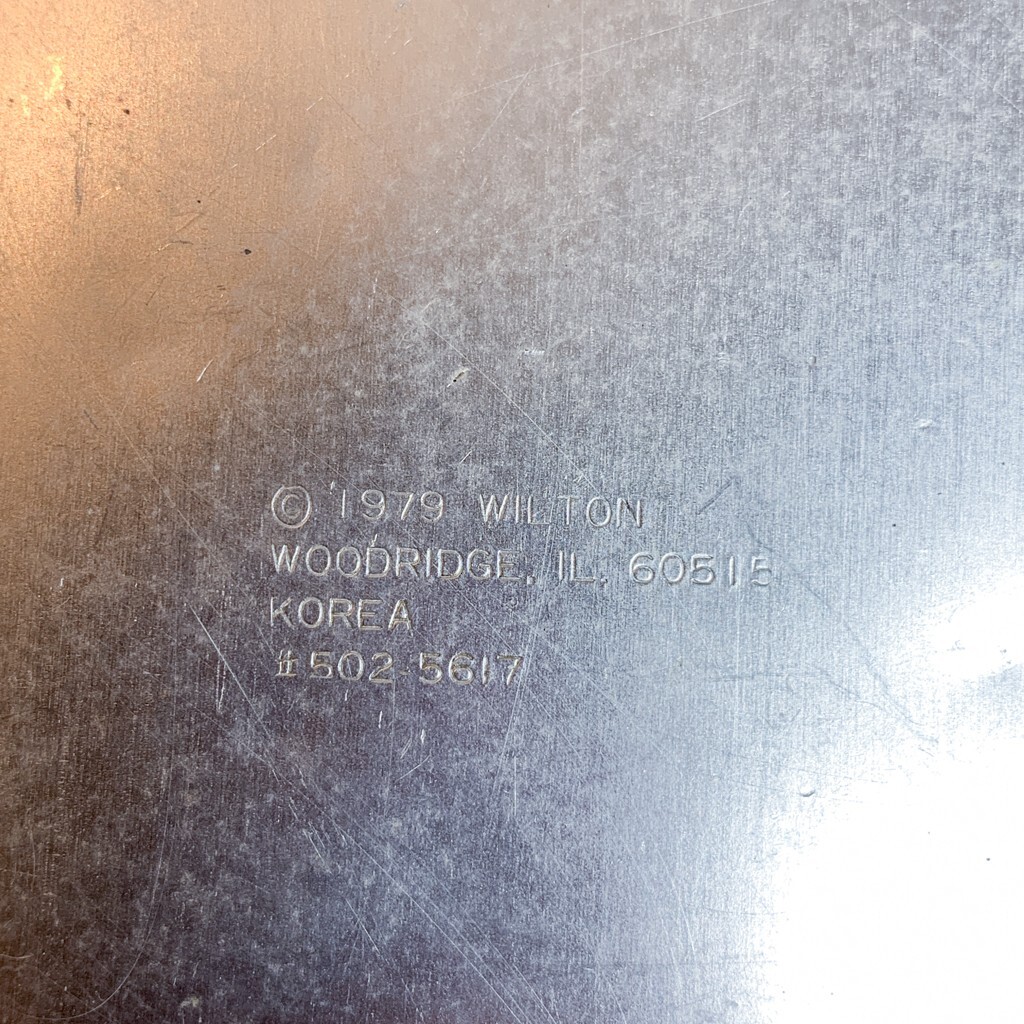 © 1979 WILTON
WOODRIDGE, IL. 60515
KOREA
#502-5617